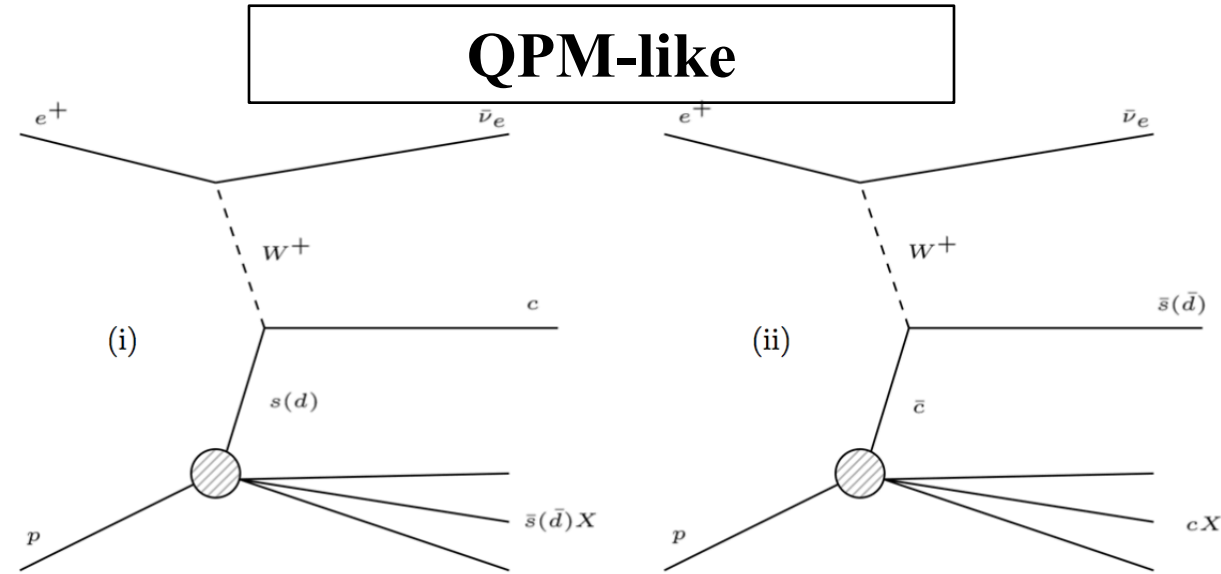 QPM-like
e+
ν̄e
W+
c
(i)
s(d)
p
s̄(d̄)X
e+
ν̄e
W+
s̄(d̄)
(ii)
c̄
p
cX